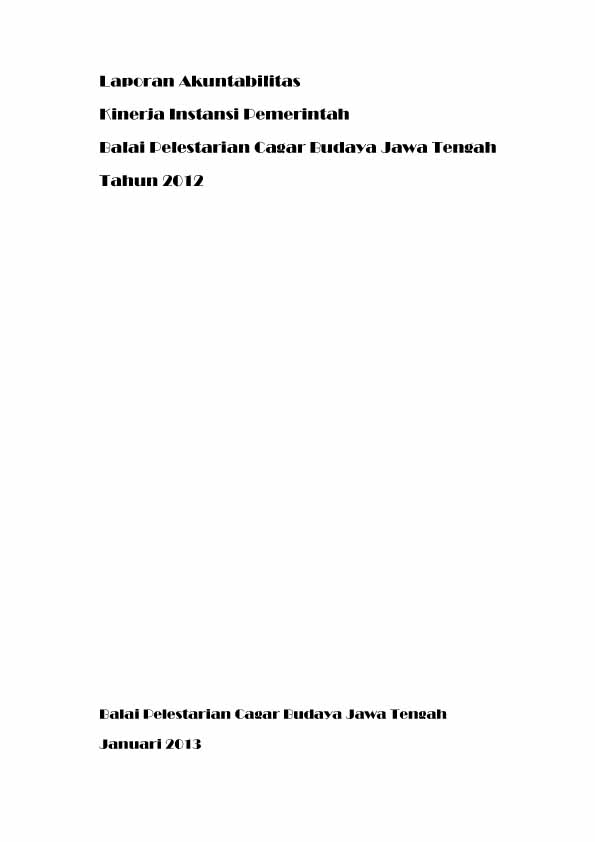 Laporan Akuntabilitas
Kinerja Instansi Pemerintah
Balai Pelestarian Cagar Budaya Jawa Tengah
Tahun 2012
Balai Pelestarian Cagar Budaya Jawa Tengah
Januari 2013